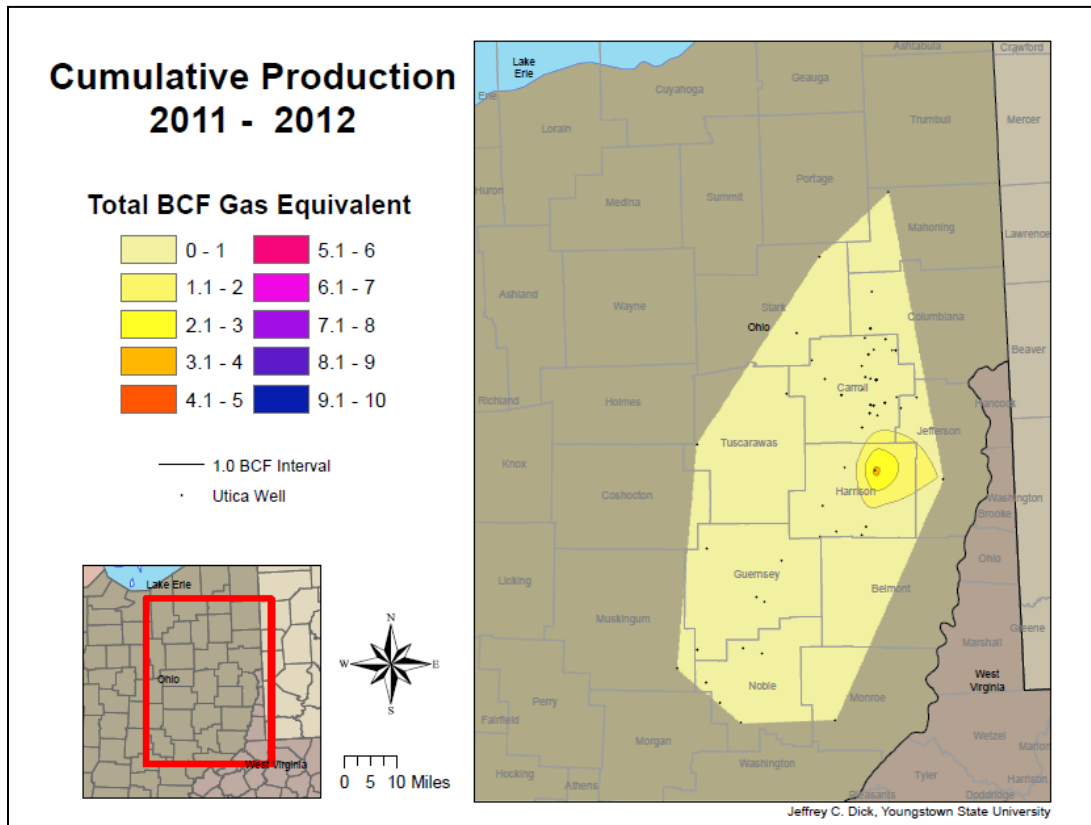 Cumulative Production
2011 - 2012
Total BCF Gas Equivalent
0 - 1
1.1 - 2
2.1 - 3
3.1 - 4
4.1 - 5
5.1 - 6
6.1 - 7
7.1 - 8
8.1 - 9
9.1 - 10
1.0 BCF Interval
Utica Well
Lake Erie
Ohio
West Virginia
N
W
E
S
0 5 10 Miles
Lake
Erie
Ashtabula
Crawford
Erie
Cuyahoga
Geauga
Lorain
Trumbull
Mercer
Huron
Medina
Summit
Portage
Mahoning
Lawrence
Ashland
Wayne
Stark
Ohio
Columbiana
Beaver
Richland
Holmes
Carroll
Hancock
Tuscarawas
Jefferson
Knox
Coshocton
Harrison
Washington
Brooke
Ohio
Licking
Guernsey
Belmont
Muskingum
Greene
Marshall
West
Virginia
Perry
Noble
Monroe
Fairfield
Morgan
Wetzel
Marion
Washington
Hocking
Athens
Tyler
Harrison
Pleasants
Doddridge
Jeffrey C. Dick, Youngstown State University